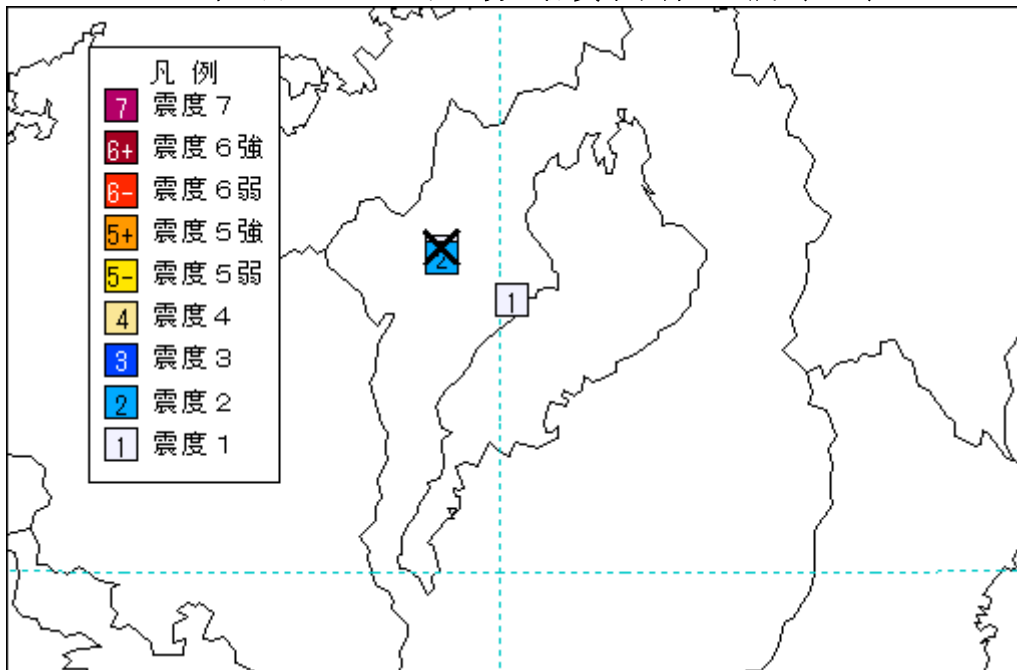 凡 例
7 震度７
6+ 震度６強
6- 震度６弱
5+ 震度５強
5- 震度５弱
4 震度４
3 震度３
2 震度２
1 震度１
2
1